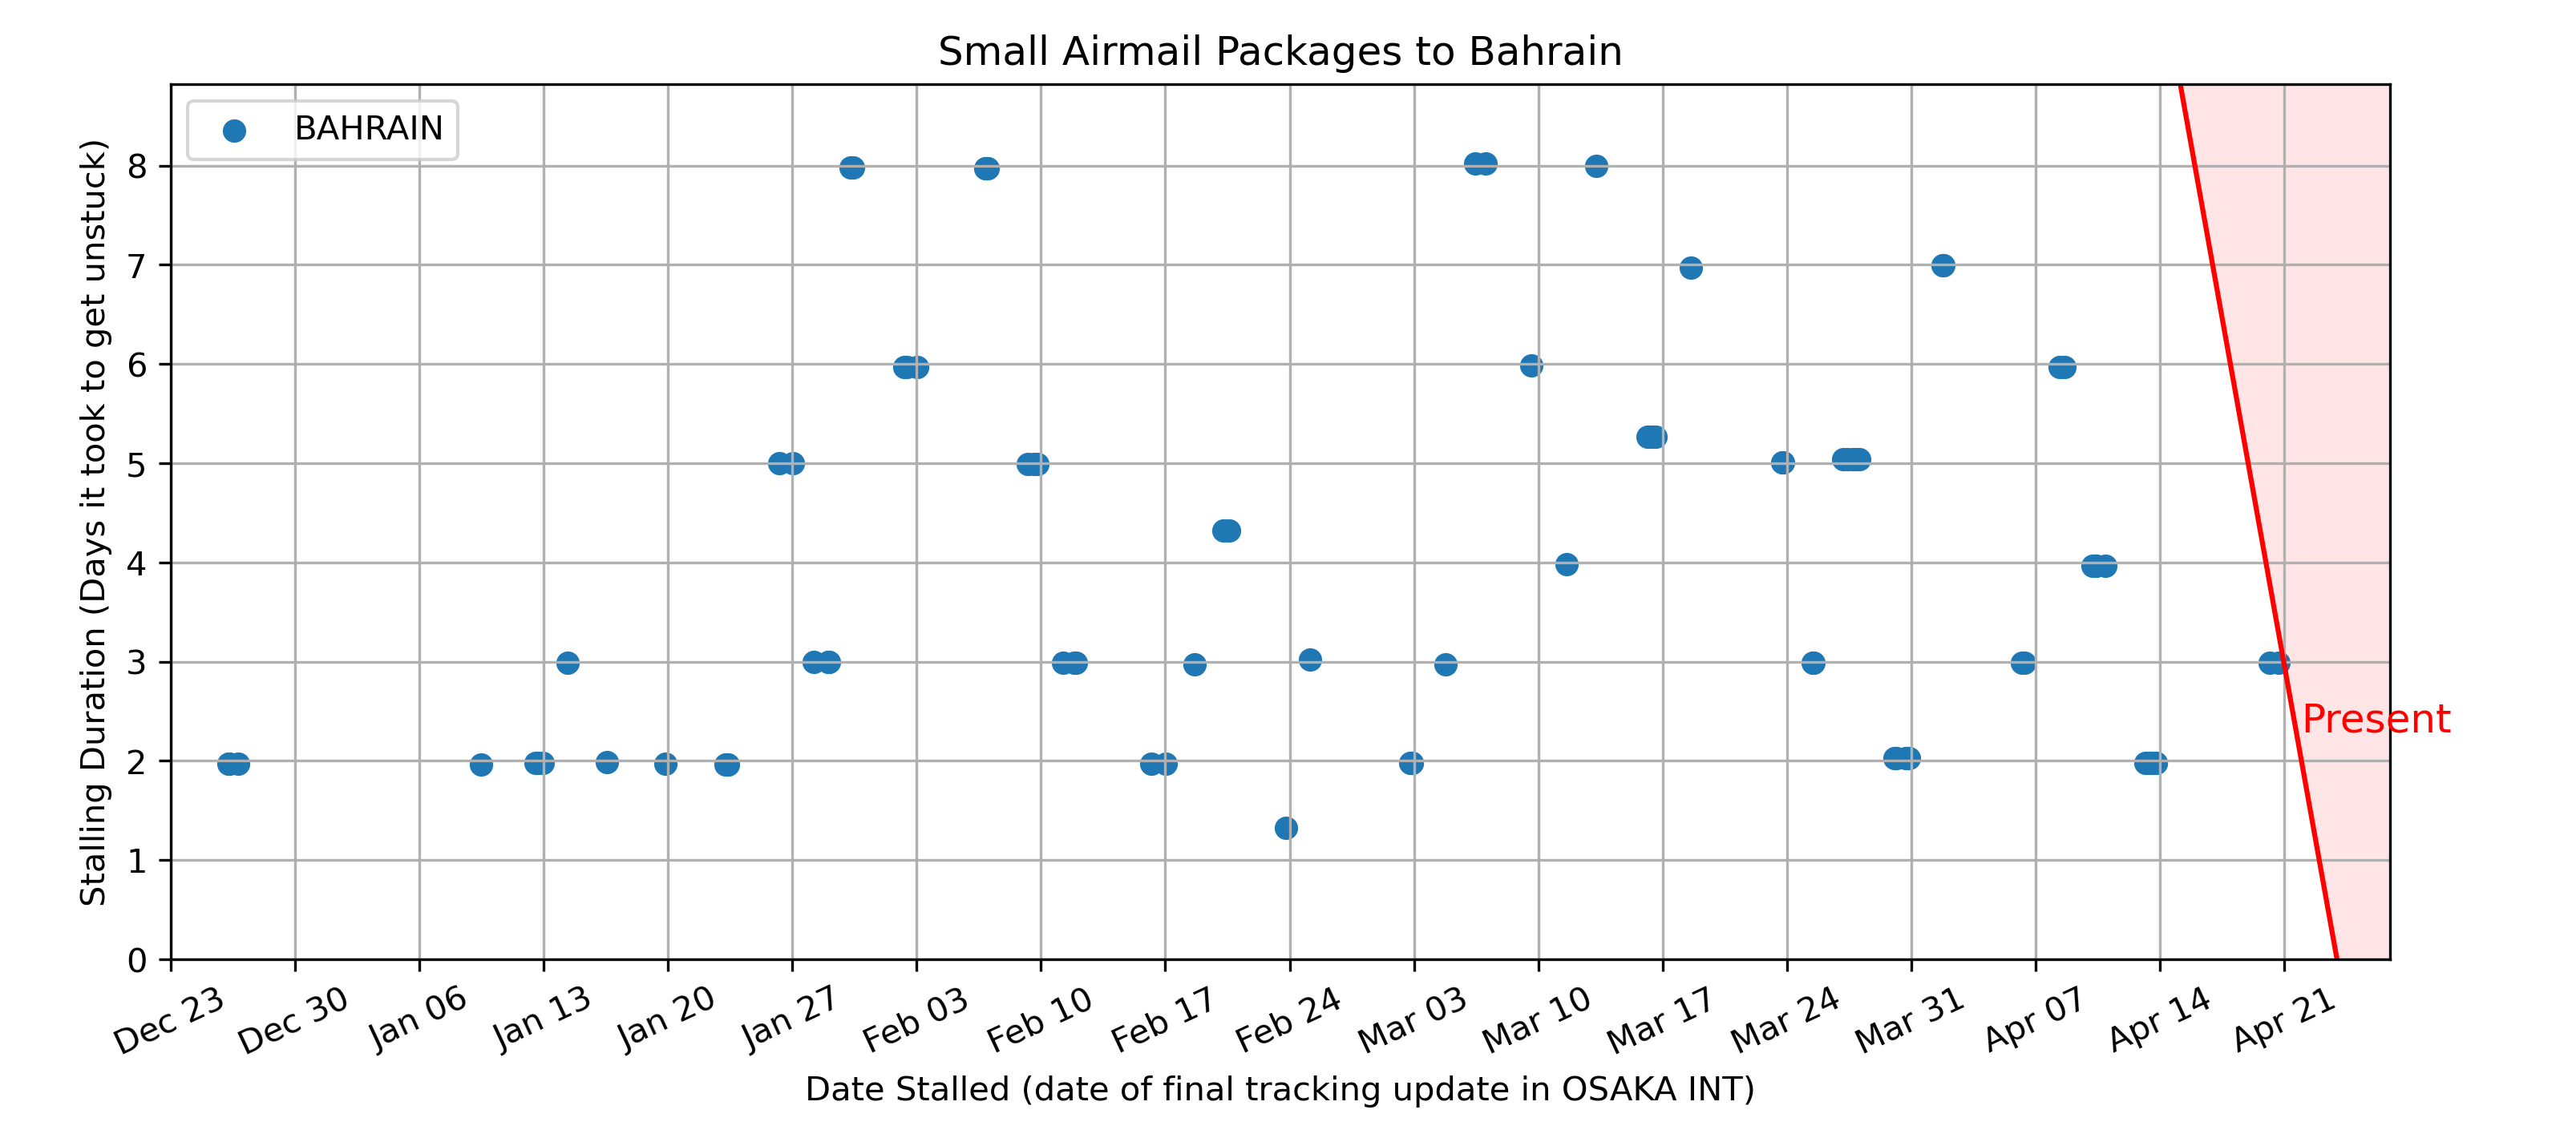 Small Airmail Packages to Bahrain
BAHRAIN
Stalling Duration (Days it took to get unstuck)
8
7
6
5
4
3
2
1
0
Present
Dec 23
Dec 30
Jan 06
Jan 13
Jan 20
Jan 27
Feb 03
Feb 10
Feb 17
Feb 24
Mar 03
Mar 10
Mar 17
Mar 24
Mar 31
Apr 07
Apr 14
Apr 21
Date Stalled (date of final tracking update in OSAKA INT)